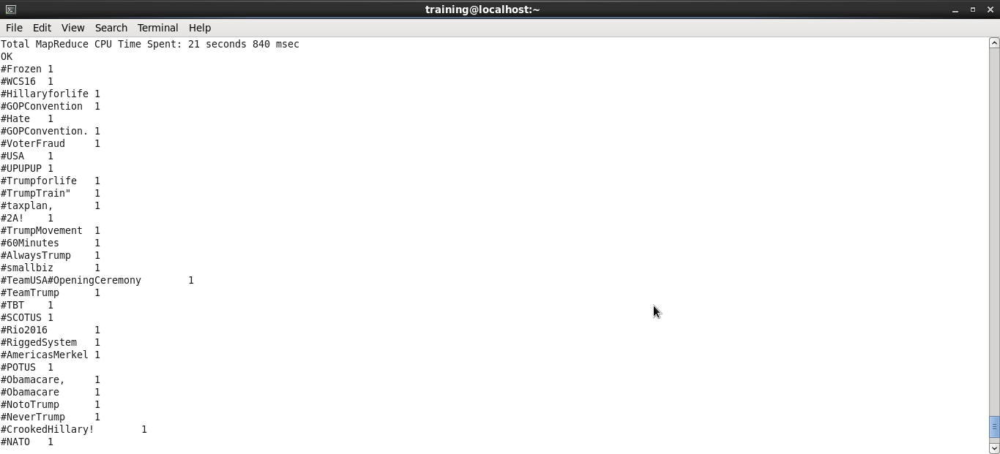 training@localhost:~
File Edit View Search Terminal Help
Total MapReduce CPU Time Spent: 21 seconds 840 msec
OK
#Frozen 1
#WCS16 1
#Hillaryforlife 1
#GOPConvention 1
#Hate 1
#GOPConvention. 1
#VoterFraud 1
#USA 1
#UPUPUP 1
#Trumpforlife 1
#TrumpTrain" 1
#taxplan, 1
#2A! 1
#TrumpMovement 1
#60Minutes 1
#AlwaysTrump 1
#smallbiz 1
#TeamUSA#OpeningCeremony 1
#TeamTrump 1
#TBT 1
#SCOTUS 1
#Rio2016 1
#RiggedSystem 1
#AmericasMerkel 1
#POTUS 1
#Obamacare, 1
#Obamacare 1
#NotoTrump 1
#NeverTrump 1
#CrookedHillary! 1
#NATO 1